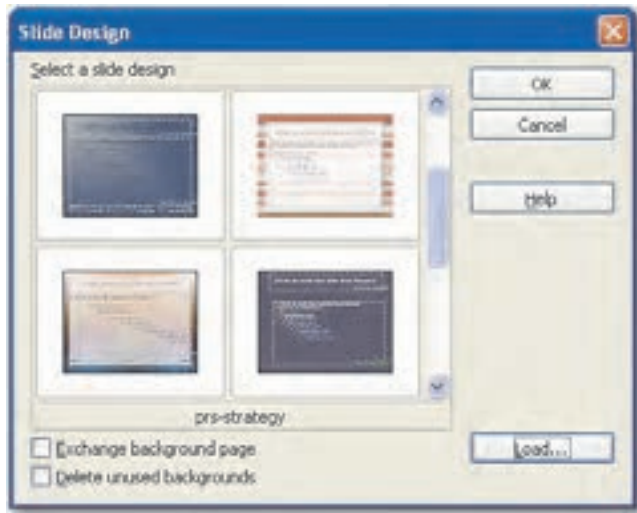 Slide Design
Select a slide design
OK
Cancel
Help
prs-strategy
Exchange background page
Delete unused backgrounds
Load...